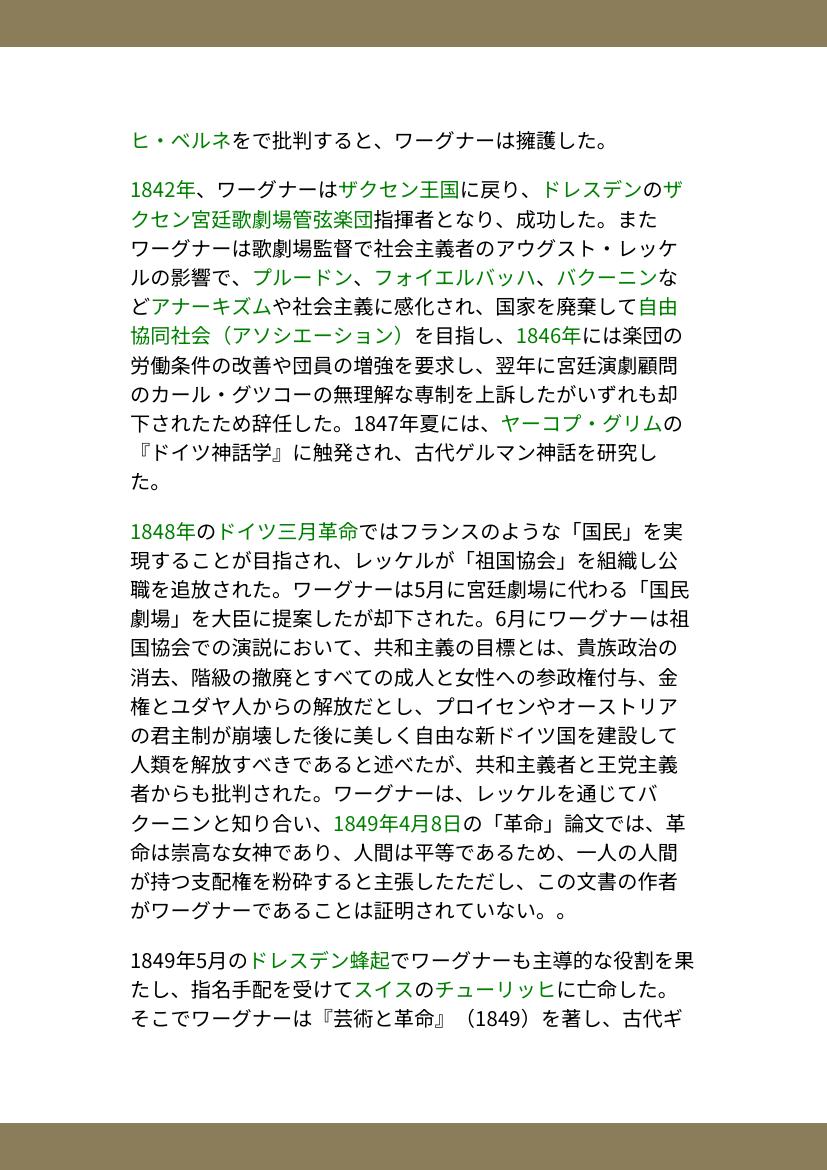 ヒ・ベルネをで批判すると、ワーグナーは擁護した。
1842年、ワーグナーはザクセン王国に戻り、ドレスデンのザ
クセン宮廷歌劇場管弦楽団指揮者となり、成功した。また
ワーグナーは歌劇場監督で社会主義者のアウグスト・レッケ
ルの影響で、プルードン、フォイエルバッハ、バクーニンな
どアナーキズムや社会主義に感化され、国家を廃棄して自由
協同社会（アソシエーション）を目指し、1846年には楽団の
労働条件の改善や団員の増強を要求し、翌年に宮廷演劇顧問
のカール・グツコーの無理解な専制を上訴したがいずれも却
下されたため辞任した。1847年夏には、ヤーコプ・グリムの
『ドイツ神話学』に触発され、古代ゲルマン神話を研究し
た。
1848年のドイツ三月革命ではフランスのような「国民」を実
現することが目指され、レッケルが「祖国協会」を組織し公
職を追放された。ワーグナーは5月に宮廷劇場に代わる「国民
劇場」を大臣に提案したが却下された。6月にワーグナーは祖
国協会での演説において、共和主義の目標とは、貴族政治の
消去、階級の撤廃とすべての成人と女性への参政権付与、金
権とユダヤ人からの解放だとし、プロイセンやオーストリア
の君主制が崩壊した後に美しく自由な新ドイツ国を建設して
人類を解放すべきであると述べたが、共和主義者と王党主義
者からも批判された。ワーグナーは、レッケルを通じてバ
クーニンと知り合い、1849年4月8日の「革命」論文では、革
命は崇高な女神であり、人間は平等であるため、一人の人間
が持つ支配権を粉砕すると主張したただし、この文書の作者
がワーグナーであることは証明されていない。。
1849年5月のドレスデン蜂起でワーグナーも主導的な役割を果
たし、指名手配を受けてスイスのチューリッヒに亡命した。
そこでワーグナーは『芸術と革命』（1849）を著し、古代ギ